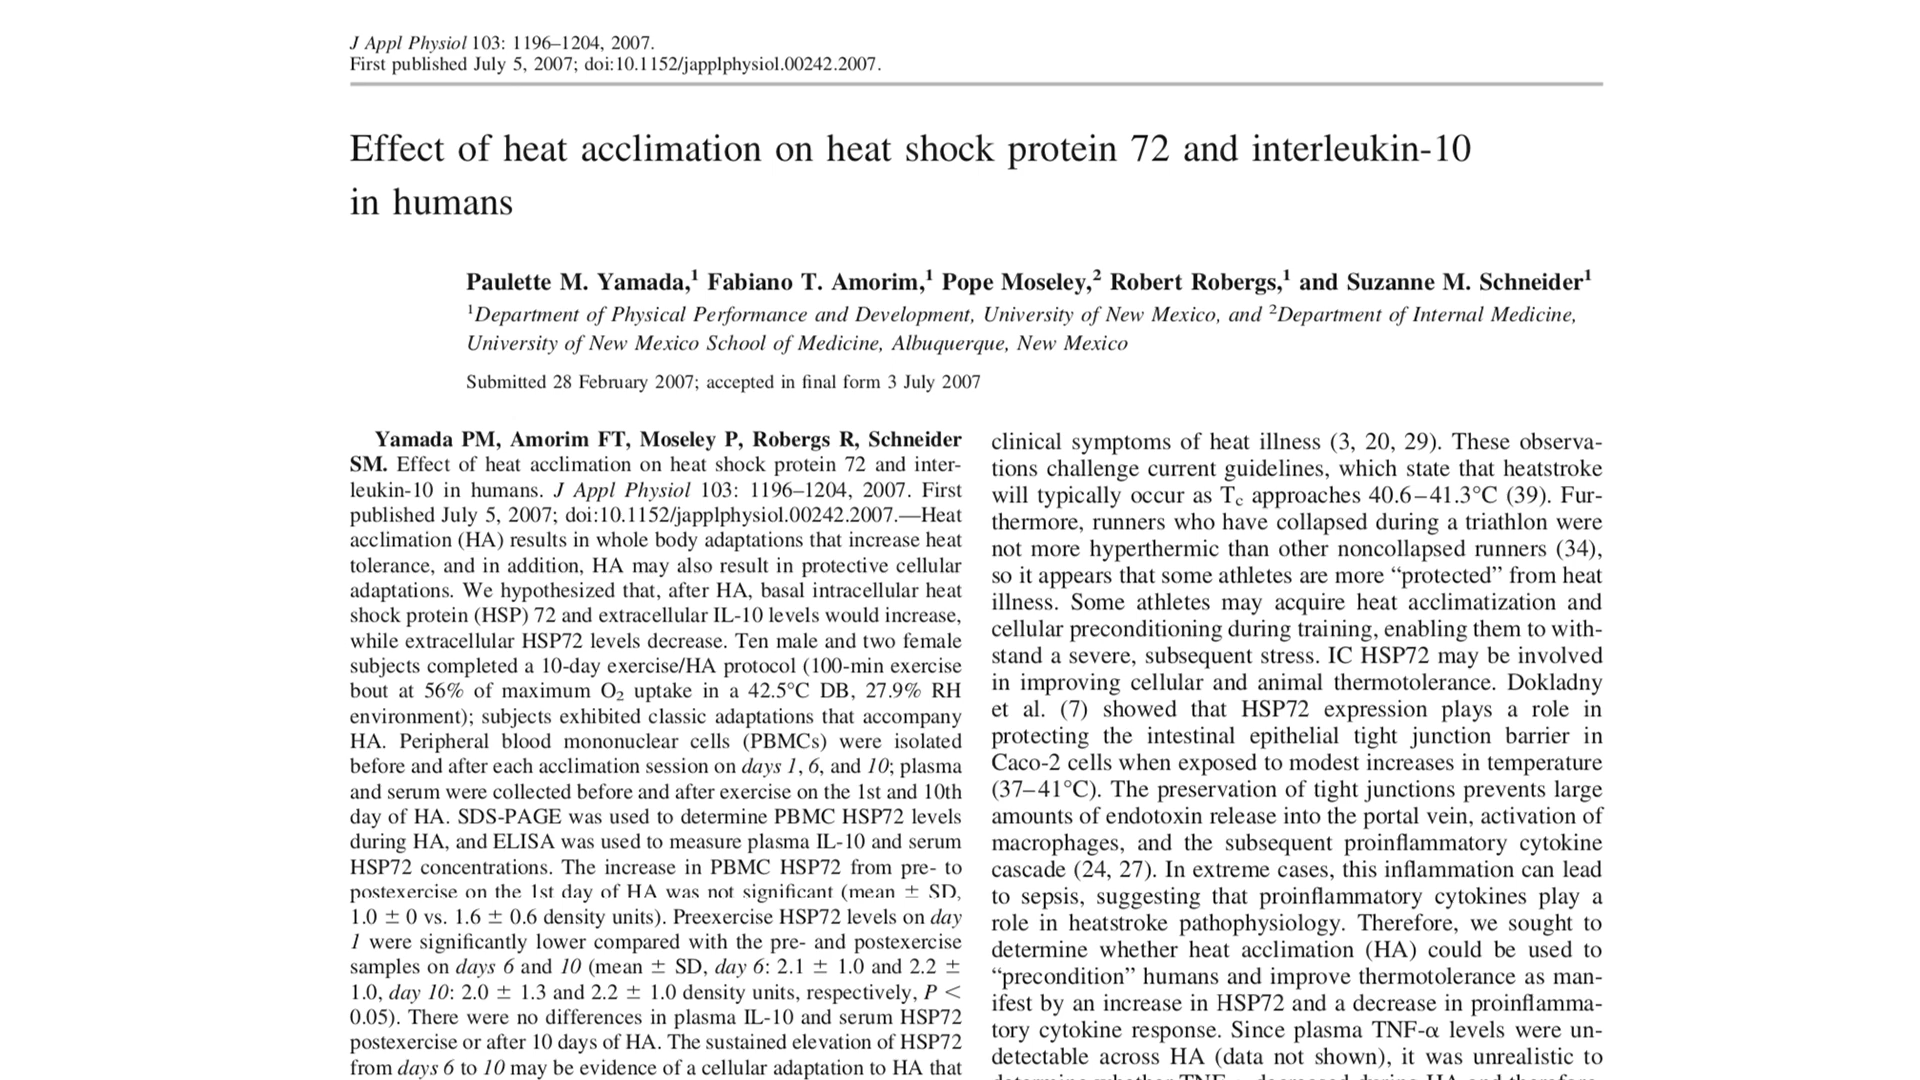 J Appl Physiol 103: 1196–1204, 2007.
First published July 5, 2007; doi:10.1152/japplphysiol.00242.2007.
Effect of heat acclimation on heat shock protein 72 and interleukin-10
in humans
Paulette M. Yamada,¹ Fabiano T. Amorim,¹ Pope Moseley,² Robert Robergs,¹ and Suzanne M. Schneider¹
¹Department of Physical Performance and Development, University of New Mexico, and ²Department of Internal Medicine,
University of New Mexico School of Medicine, Albuquerque, New Mexico
Submitted 28 February 2007; accepted in final form 3 July 2007
Yamada PM, Amorim FT, Moseley P, Robergs R, Schneider
SM. Effect of heat acclimation on heat shock protein 72 and inter-
leukin-10 in humans. J Appl Physiol 103: 1196–1204, 2007. First
published July 5, 2007; doi:10.1152/japplphysiol.00242.2007.—Heat
acclimation (HA) results in whole body adaptations that increase heat
tolerance, and in addition, HA may also result in protective cellular
adaptations. We hypothesized that, after HA, basal intracellular heat
shock protein (HSP) 72 and extracellular IL-10 levels would increase,
while extracellular HSP72 levels decrease. Ten male and two female
subjects completed a 10-day exercise/HA protocol (100-min exercise
bout at 56% of maximum O₂ uptake in a 42.5°C DB, 27.9% RH
environment); subjects exhibited classic adaptations that accompany
HA. Peripheral blood mononuclear cells (PBMCs) were isolated
before and after each acclimation session on days 1, 6, and 10; plasma
and serum were collected before and after exercise on the 1st and 10th
day of HA. SDS-PAGE was used to determine PBMC HSP72 levels
during HA, and ELISA was used to measure plasma IL-10 and serum
HSP72 concentrations. The increase in PBMC HSP72 from pre- to
postexercise on the 1st day of HA was not significant (mean ± SD,
1.0 ± 0 vs. 1.6 ± 0.6 density units). Preexercise HSP72 levels on day
1 were significantly lower compared with the pre- and postexercise
samples on days 6 and 10 (mean ± SD, day 6: 2.1 ± 1.0 and 2.2 ±
1.0, day 10: 2.0 ± 1.3 and 2.2 ± 1.0 density units, respectively, P <
0.05). There were no differences in plasma IL-10 and serum HSP72
postexercise or after 10 days of HA. The sustained elevation of HSP72
from days 6 to 10 may be evidence of a cellular adaptation to HA that
clinical symptoms of heat illness (3, 20, 29). These observa-
tions challenge current guidelines, which state that heatstroke
will typically occur as Tc approaches 40.6–41.3°C (39). Fur-
thermore, runners who have collapsed during a triathlon were
not more hyperthermic than other noncollapsed runners (34),
so it appears that some athletes are more “protected” from heat
illness. Some athletes may acquire heat acclimatization and
cellular preconditioning during training, enabling them to with-
stand a severe, subsequent stress. IC HSP72 may be involved
in improving cellular and animal thermotolerance. Dokladny
et al. (7) showed that HSP72 expression plays a role in
protecting the intestinal epithelial tight junction barrier in
Caco-2 cells when exposed to modest increases in temperature
(37–41°C). The preservation of tight junctions prevents large
amounts of endotoxin release into the portal vein, activation of
macrophages, and the subsequent proinflammatory cytokine
cascade (24, 27). In extreme cases, this inflammation can lead
to sepsis, suggesting that proinflammatory cytokines play a
role in heatstroke pathophysiology. Therefore, we sought to
determine whether heat acclimation (HA) could be used to
“precondition” humans and improve thermotolerance as man-
ifest by an increase in HSP72 and a decrease in proinflamma-
tory cytokine response. Since plasma TNF-α levels were un-
detectable across HA (data not shown), it was unrealistic to